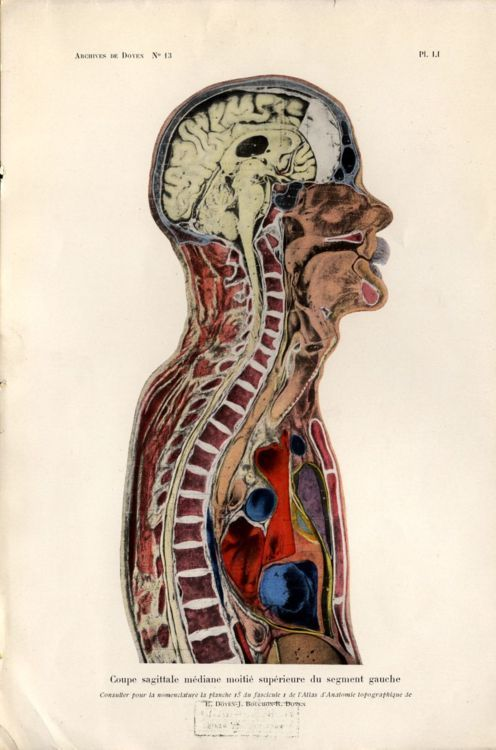 Archives de Doyen N° 13
Pl. LI
Coupe sagittale médiane moitié supérieure du segment gauche
Consulter pour la nomenclature la planche 15 du fascicule 1 de l'Atlas d'Anatomie topographique de
E. Doyen-J. Bouchon-R. Doyen